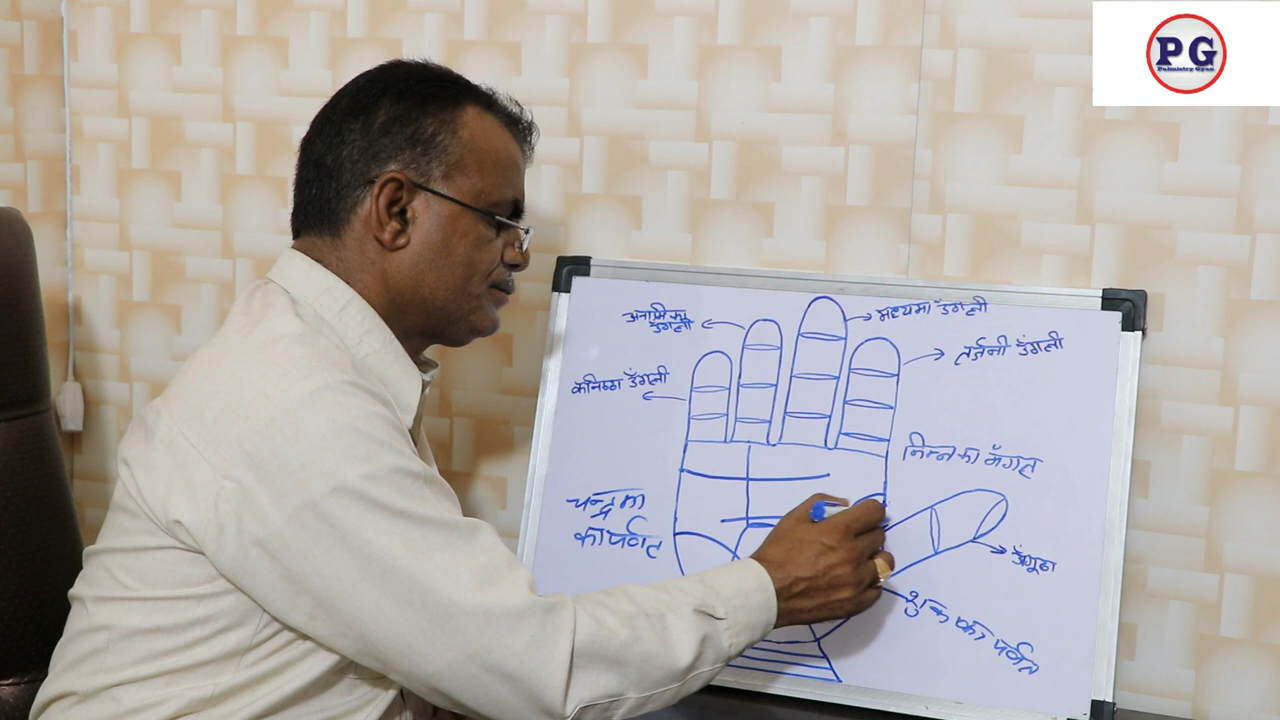 PG
Palmistry Gyan
अनामिका
उंगली
मध्यमा उंगली
तर्जनी उँगली
कनिष्ठा उँगली
निम्न का मँगल
चन्द्रमा
का पर्वत
अँगूठा
शुक्र का पर्वत